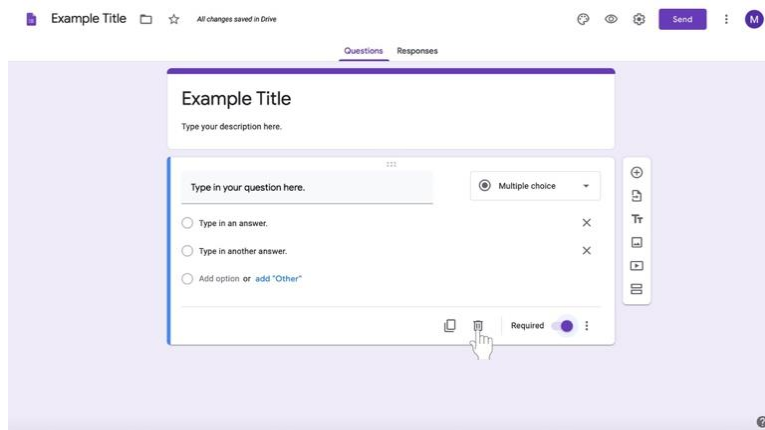 Example Title
All changes saved in Drive
Send
M
Questions Responses
Example Title
Type your description here.
Type in your question here.
Multiple choice
Type in an answer.
Type in another answer.
Add option or add "Other"
Tт
Required
?